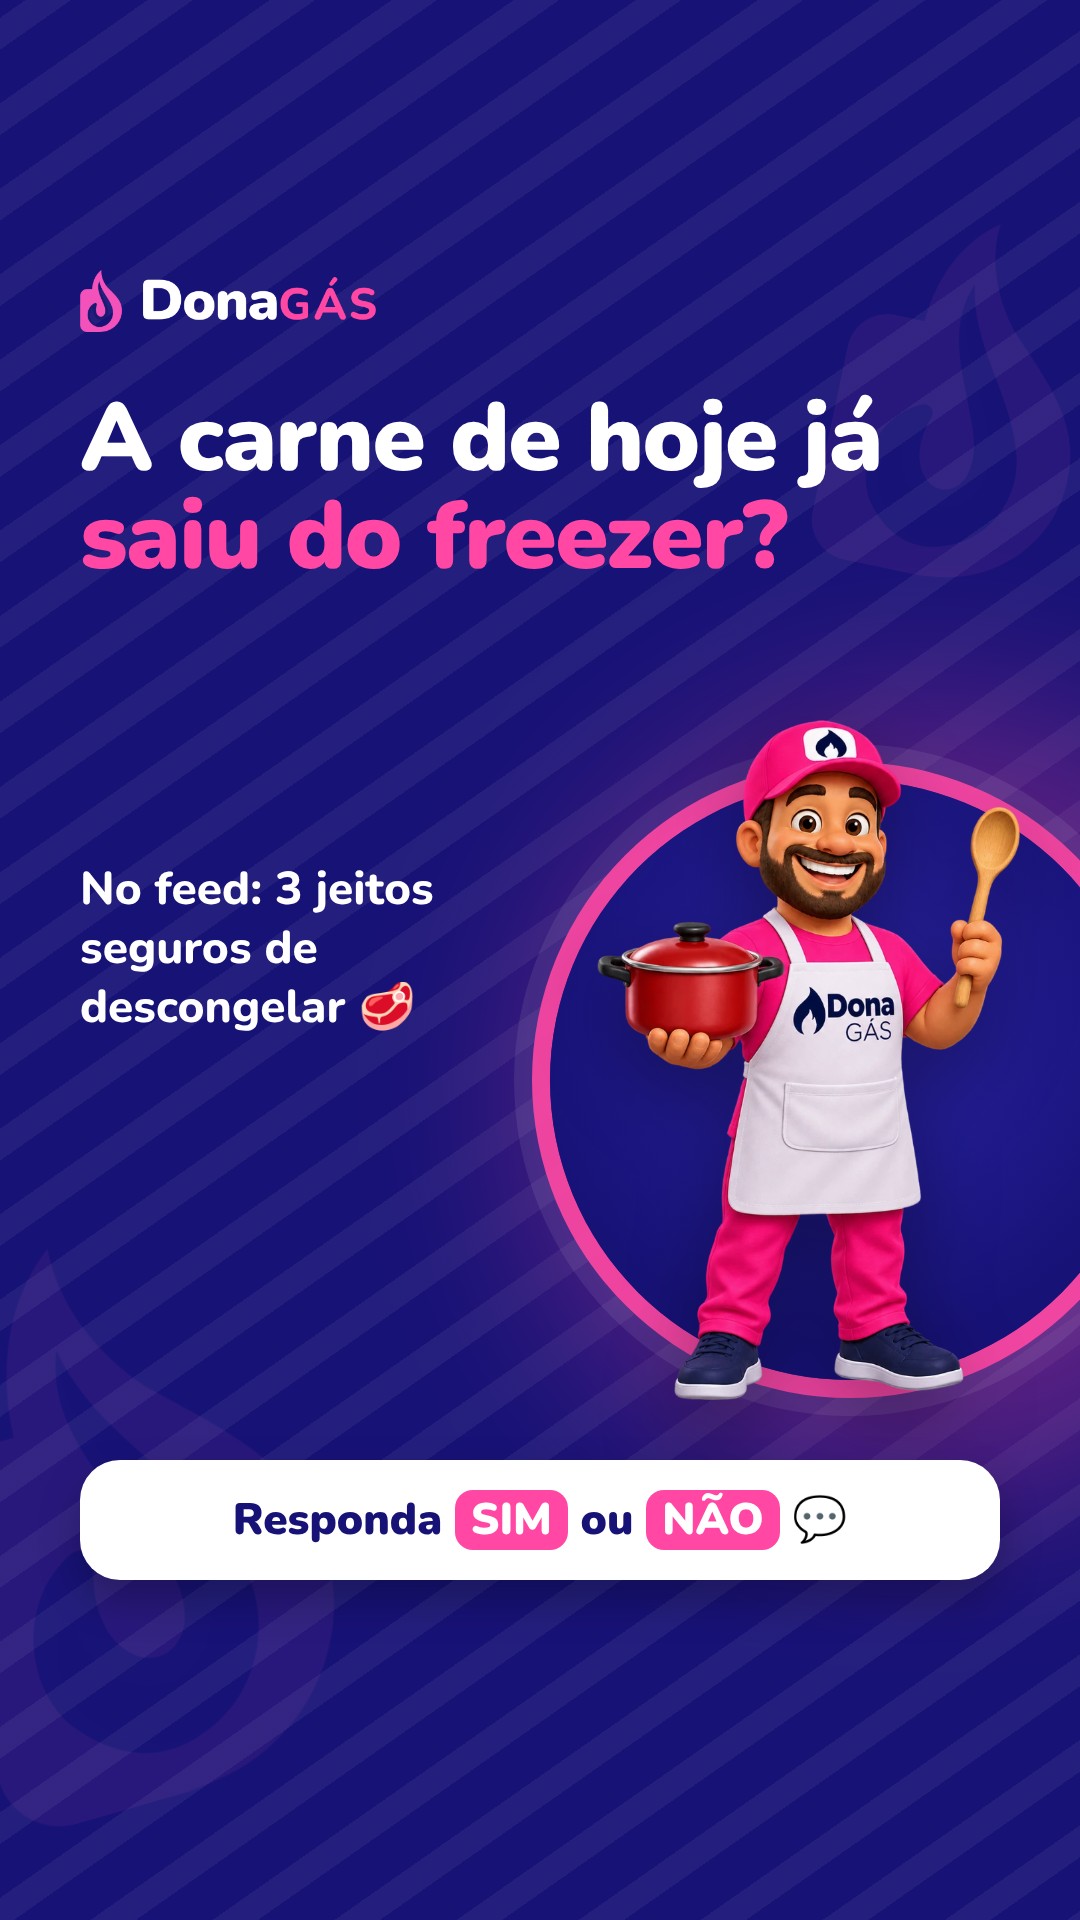 DonaGÁS
A carne de hoje já
saiu do freezer?
No feed: 3 jeitos
seguros de
descongelar 🥩
Dona
GÁS
Responda SIM ou NÃO 💬